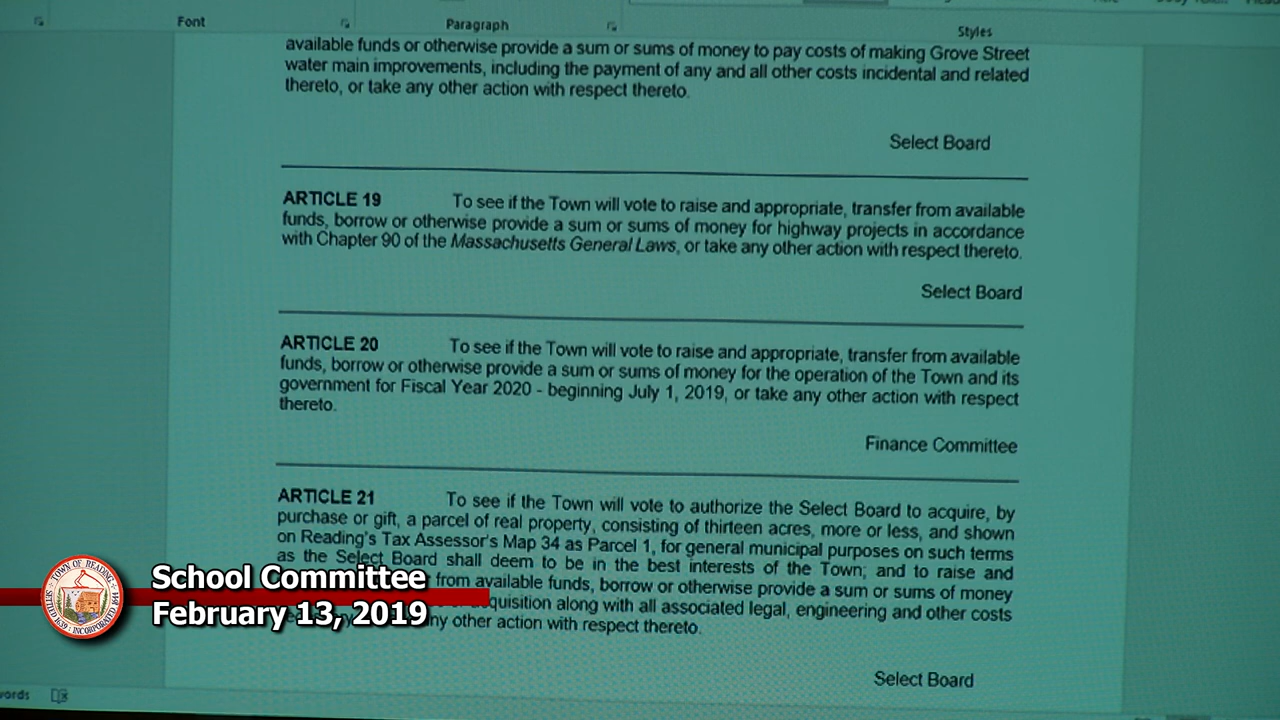 Font
Paragraph
Styles
available funds or otherwise provide a sum or sums of money to pay costs of making Grove Street
water main improvements, including the payment of any and all other costs incidental and related
thereto, or take any other action with respect thereto.
Select Board
ARTICLE 19 To see if the Town will vote to raise and appropriate, transfer from available
funds, borrow or otherwise provide a sum or sums of money for highway projects in accordance
with Chapter 90 of the Massachusetts General Laws, or take any other action with respect thereto.
Select Board
ARTICLE 20 To see if the Town will vote to raise and appropriate, transfer from available
funds, borrow or otherwise provide a sum or sums of money for the operation of the Town and its
government for Fiscal Year 2020 - beginning July 1, 2019, or take any other action with respect
thereto.
Finance Committee
ARTICLE 21 To see if the Town will vote to authorize the Select Board to acquire, by
purchase or gift, a parcel of real property, consisting of thirteen acres, more or less, and shown
on Reading's Tax Assessor's Map 34 as Parcel 1, for general municipal purposes on such terms
as the Select Board shall deem to be in the best interests of the Town; and to raise and
from available funds, borrow or otherwise provide a sum or sums of money
quisition along with all associated legal, engineering and other costs
ny other action with respect thereto.
Select Board
TOWN OF READING
SETTLED 1639 · INCORPORATED 1644
School Committee
February 13, 2019
words